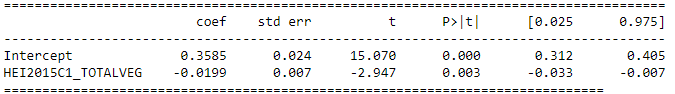 ==============================================================================
coef std err t P>|t| [0.025 0.975]
------------------------------------------------------------------------------
Intercept 0.3585 0.024 15.070 0.000 0.312 0.405
HEI2015C1_TOTALVEG -0.0199 0.007 -2.947 0.003 -0.033 -0.007
==============================================================================